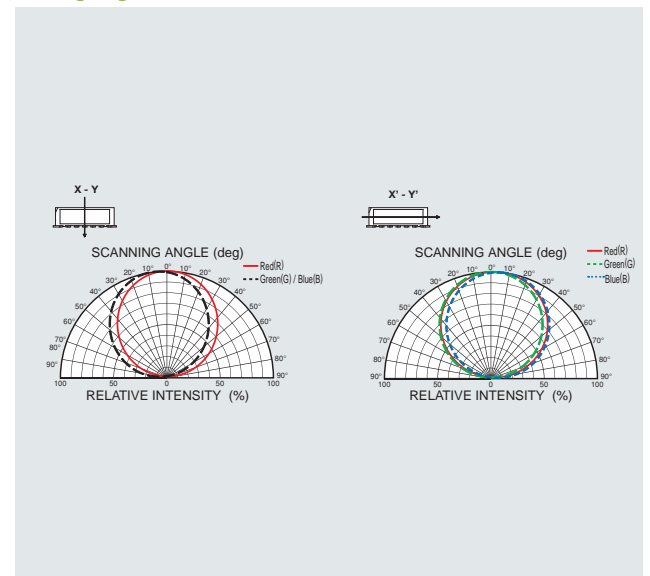 X - Y
SCANNING ANGLE (deg)
Red(R)
Green(G) / Blue(B)
90° 80° 70° 60° 50° 40° 30° 20° 10° 0° 10° 20° 30° 40° 50° 60° 70° 80° 90°
100 50 0 50 100
RELATIVE INTENSITY (%)
X' - Y'
SCANNING ANGLE (deg)
Red(R)
Green(G)
Blue(B)
90° 80° 70° 60° 50° 40° 30° 20° 10° 0° 10° 20° 30° 40° 50° 60° 70° 80° 90°
100 50 0 50 100
RELATIVE INTENSITY (%)